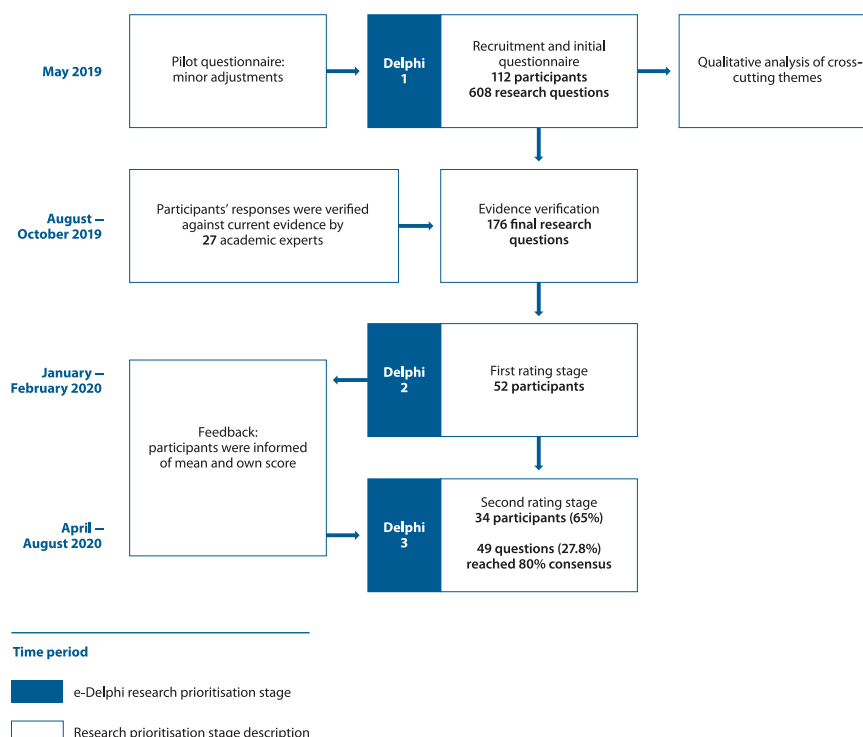 May 2019
Pilot questionnaire:
minor adjustments
Delphi
1
Recruitment and initial
questionnaire
112 participants
608 research questions
Qualitative analysis of cross-
cutting themes
August –
October 2019
Participants’ responses were verified
against current evidence by
27 academic experts
Evidence verification
176 final research
questions
January –
February 2020
Delphi
2
First rating stage
52 participants
Feedback:
participants were informed
of mean and own score
April –
August 2020
Delphi
3
Second rating stage
34 participants (65%)
49 questions (27.8%)
reached 80% consensus
Time period
e-Delphi research prioritisation stage
Research prioritisation stage description